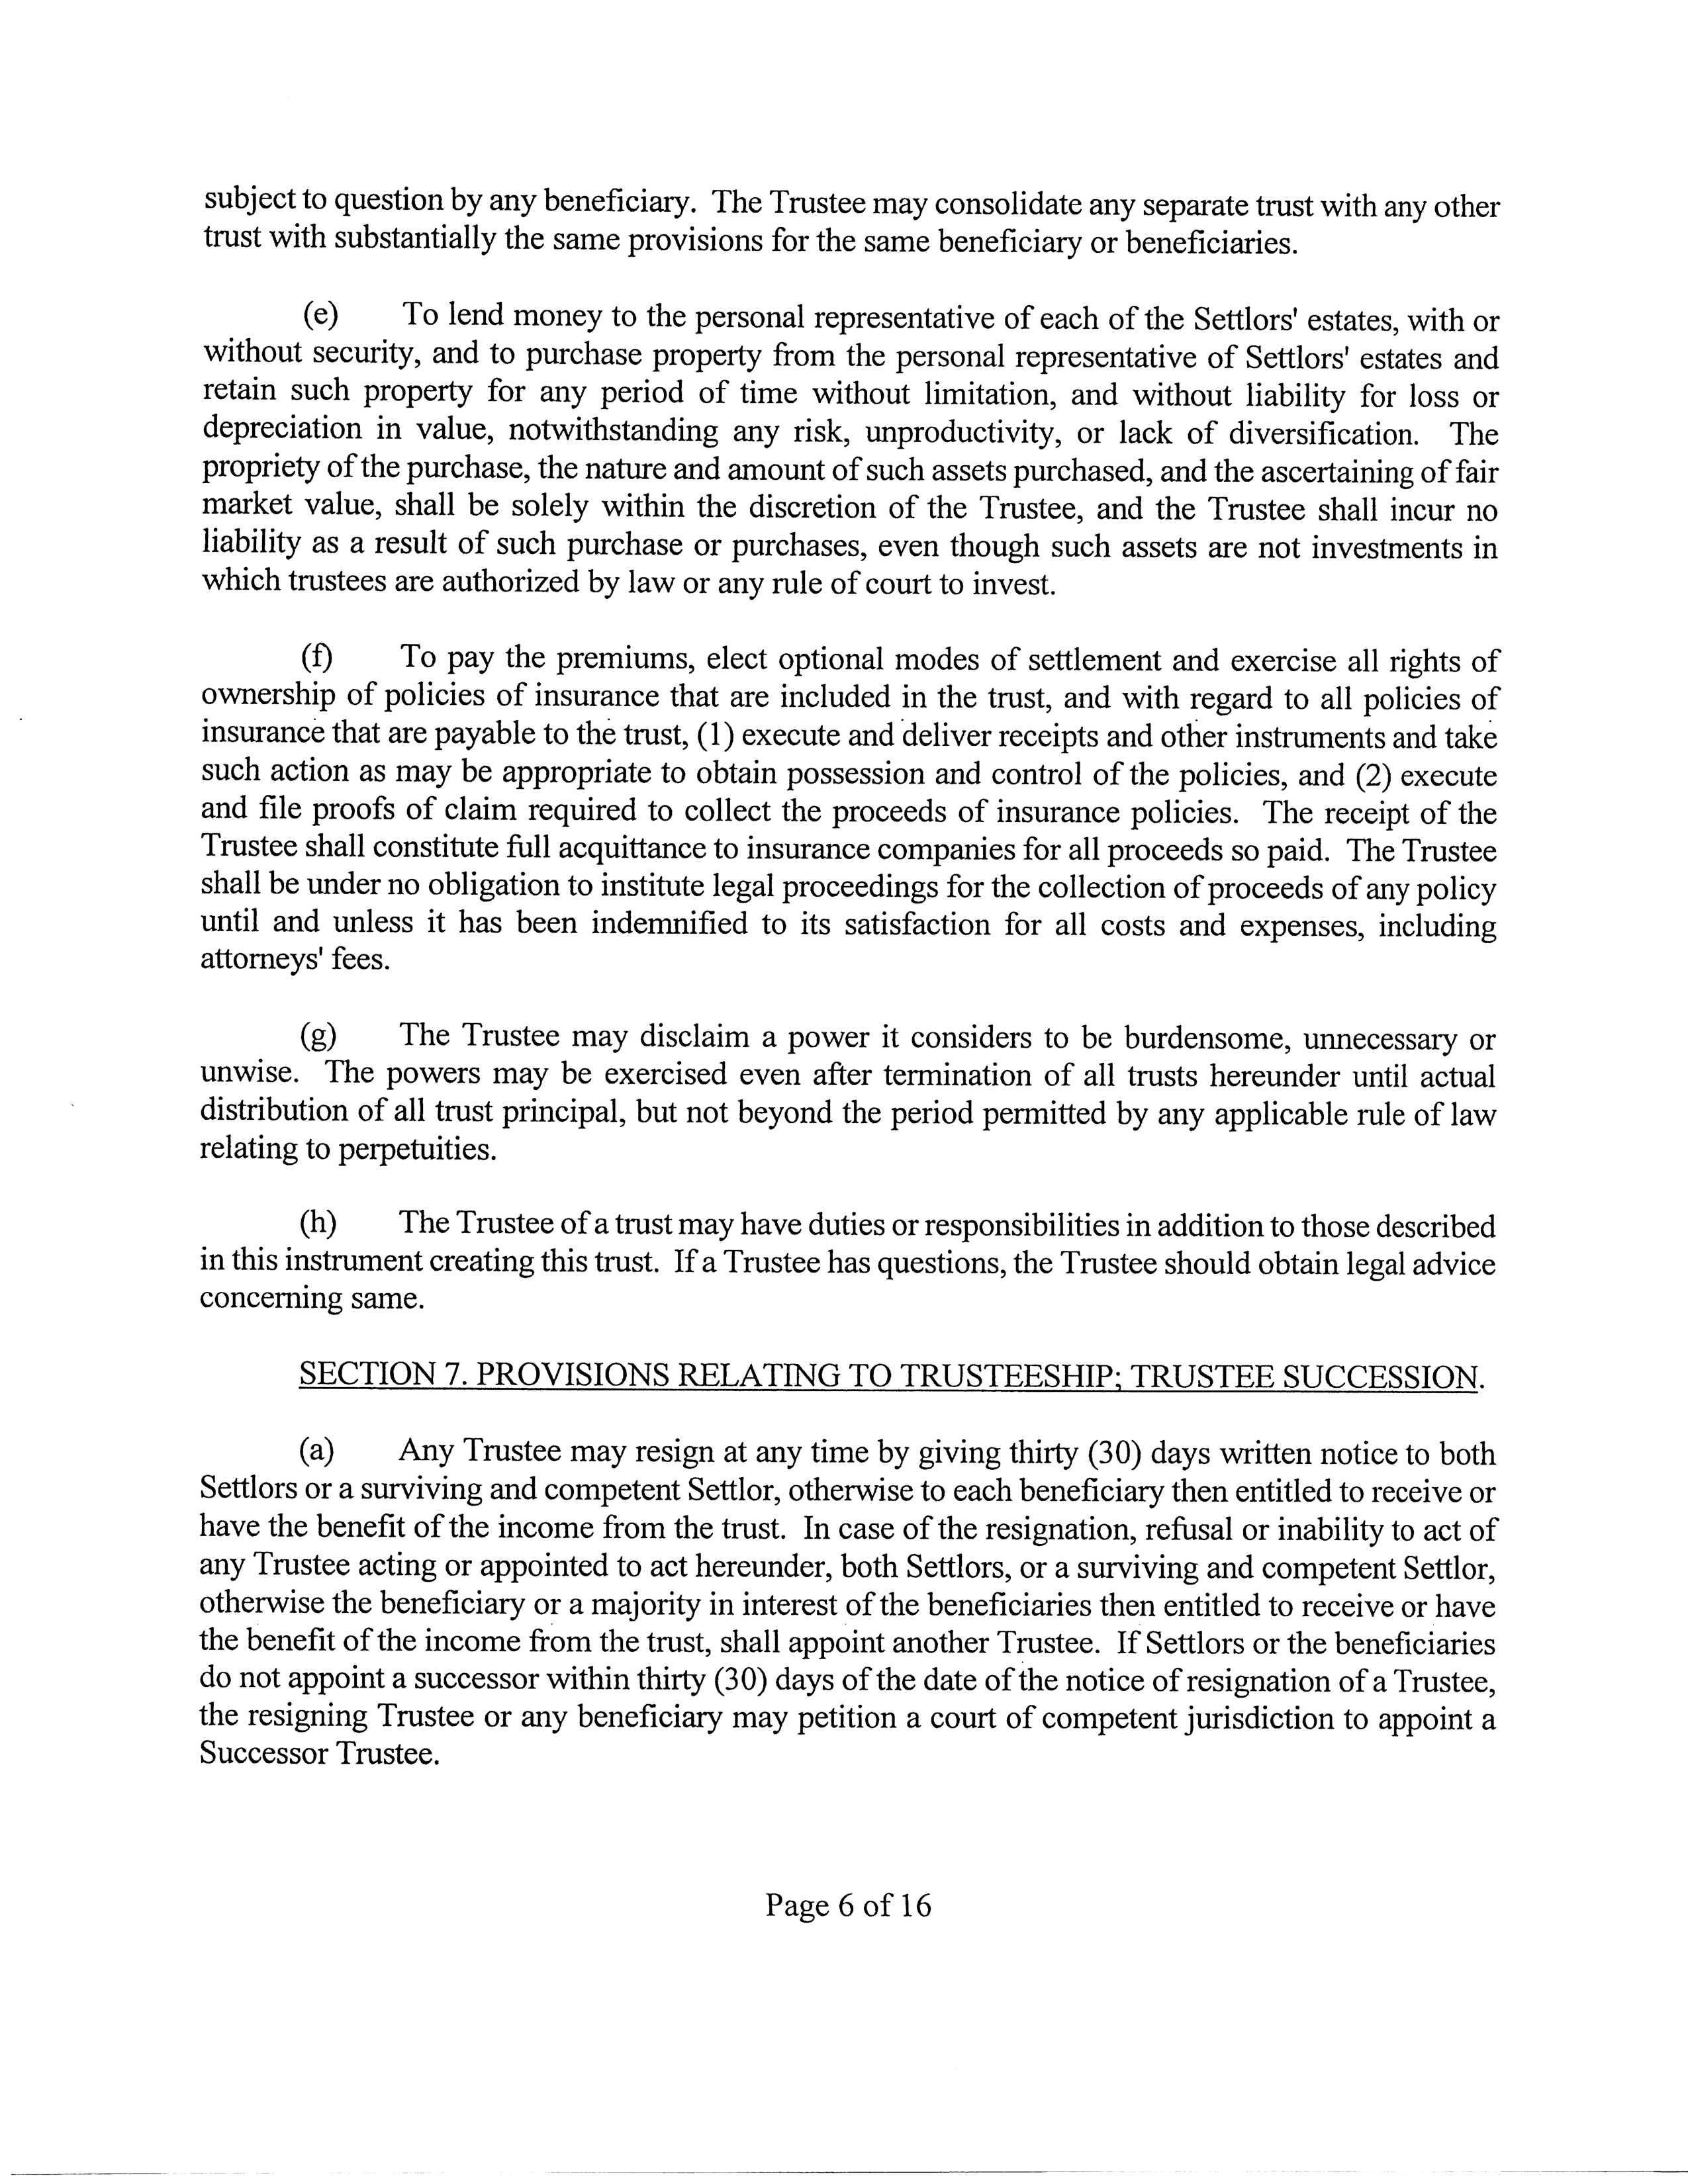 subject to question by any beneficiary. The Trustee may consolidate any separate trust with any other
trust with substantially the same provisions for the same beneficiary or beneficiaries.
(e) To lend money to the personal representative of each of the Settlors' estates, with or
without security, and to purchase property from the personal representative of Settlors' estates and
retain such property for any period of time without limitation, and without liability for loss or
depreciation in value, notwithstanding any risk, unproductivity, or lack of diversification. The
propriety of the purchase, the nature and amount of such assets purchased, and the ascertaining of fair
market value, shall be solely within the discretion of the Trustee, and the Trustee shall incur no
liability as a result of such purchase or purchases, even though such assets are not investments in
which trustees are authorized by law or any rule of court to invest.
(f) To pay the premiums, elect optional modes of settlement and exercise all rights of
ownership of policies of insurance that are included in the trust, and with regard to all policies of
insurance that are payable to the trust, (1) execute and deliver receipts and other instruments and take
such action as may be appropriate to obtain possession and control of the policies, and (2) execute
and file proofs of claim required to collect the proceeds of insurance policies. The receipt of the
Trustee shall constitute full acquittance to insurance companies for all proceeds so paid. The Trustee
shall be under no obligation to institute legal proceedings for the collection of proceeds of any policy
until and unless it has been indemnified to its satisfaction for all costs and expenses, including
attorneys' fees.
(g) The Trustee may disclaim a power it considers to be burdensome, unnecessary or
unwise. The powers may be exercised even after termination of all trusts hereunder until actual
distribution of all trust principal, but not beyond the period permitted by any applicable rule of law
relating to perpetuities.
(h) The Trustee of a trust may have duties or responsibilities in addition to those described
in this instrument creating this trust. If a Trustee has questions, the Trustee should obtain legal advice
concerning same.
SECTION 7. PROVISIONS RELATING TO TRUSTEESHIP; TRUSTEE SUCCESSION.
(a) Any Trustee may resign at any time by giving thirty (30) days written notice to both
Settlors or a surviving and competent Settlor, otherwise to each beneficiary then entitled to receive or
have the benefit of the income from the trust. In case of the resignation, refusal or inability to act of
any Trustee acting or appointed to act hereunder, both Settlors, or a surviving and competent Settlor,
otherwise the beneficiary or a majority in interest of the beneficiaries then entitled to receive or have
the benefit of the income from the trust, shall appoint another Trustee. If Settlors or the beneficiaries
do not appoint a successor within thirty (30) days of the date of the notice of resignation of a Trustee,
the resigning Trustee or any beneficiary may petition a court of competent jurisdiction to appoint a
Successor Trustee.
Page 6 of 16